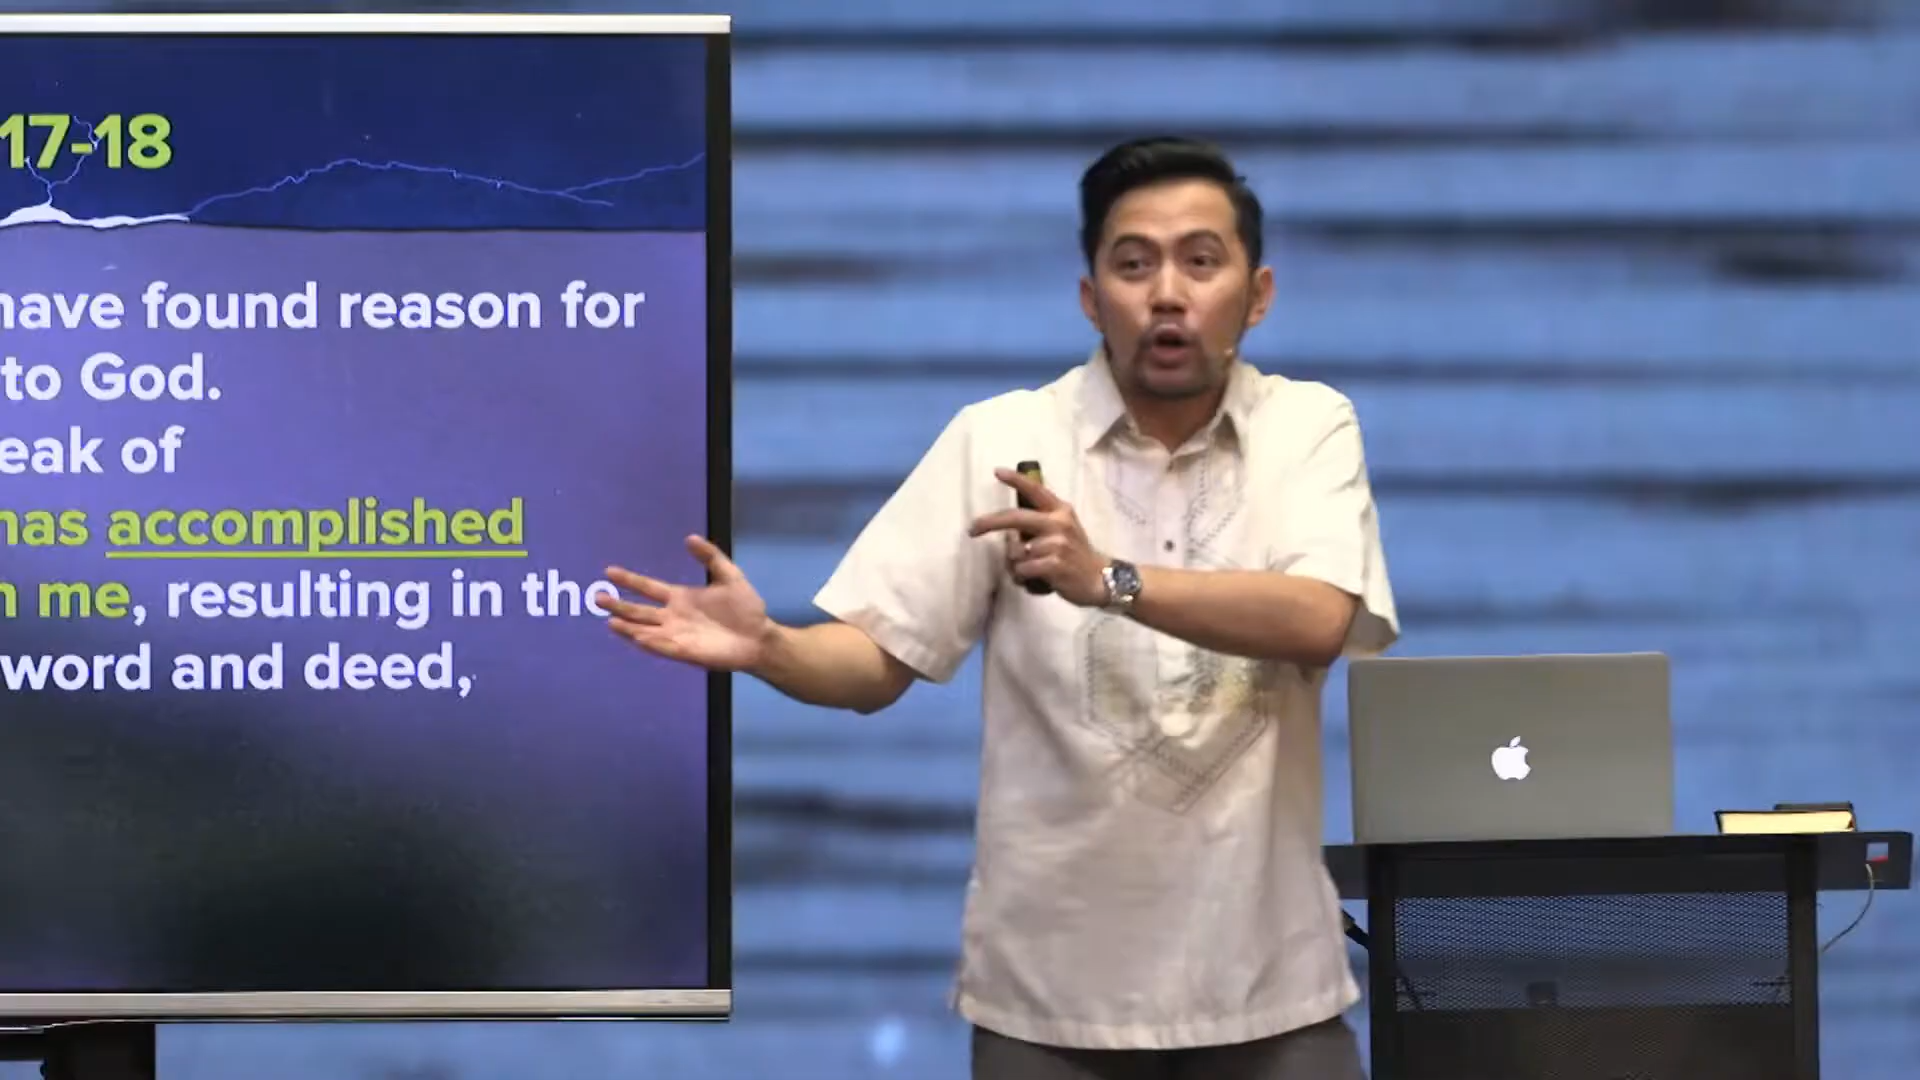 17-18
have found reason for
to God.
eak of
has accomplished
me, resulting in the
word and deed,